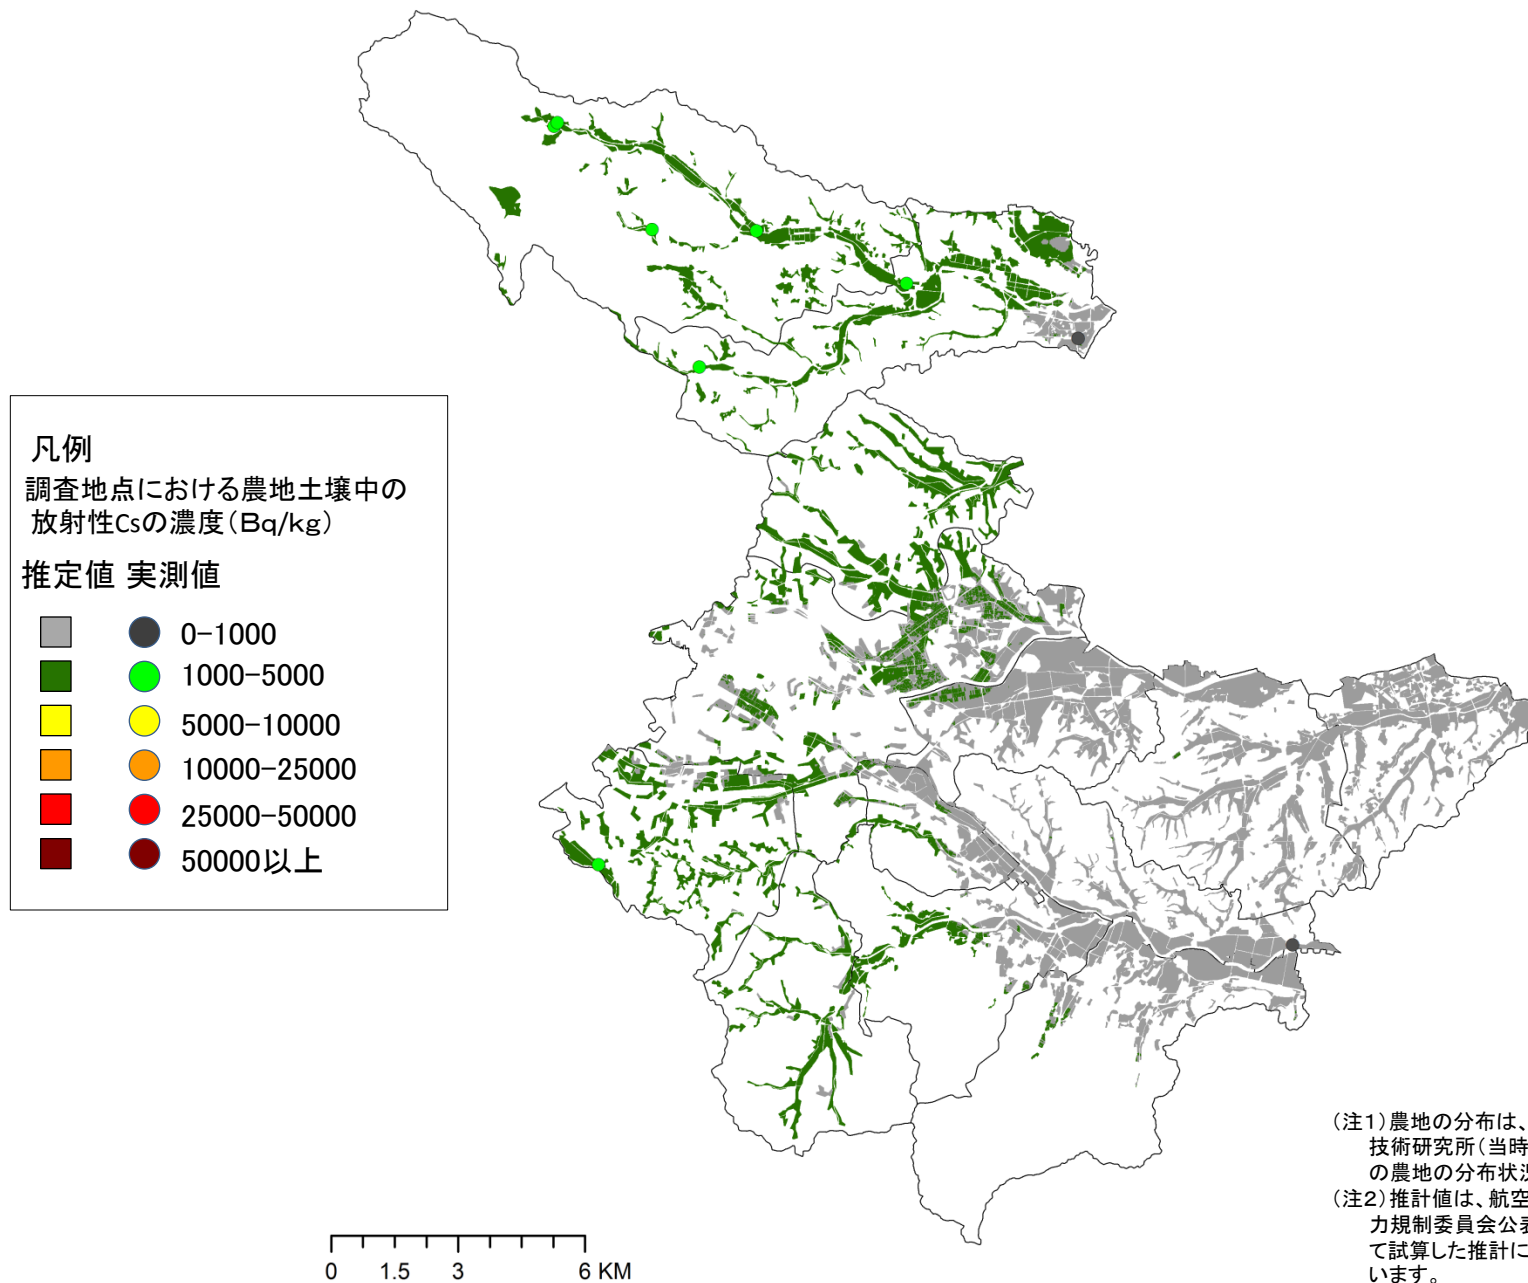 凡例
調査地点における農地土壌中の
放射性Csの濃度(Bq/kg)
推定値 実測値
0-1000
1000-5000
5000-10000
10000-25000
25000-50000
50000以上
0 1.5 3 6 KM
(注1)農地の分布は、
技術研究所(当時
の農地の分布状
(注2)推計値は、航空
力規制委員会公
て試算した推計に
います。